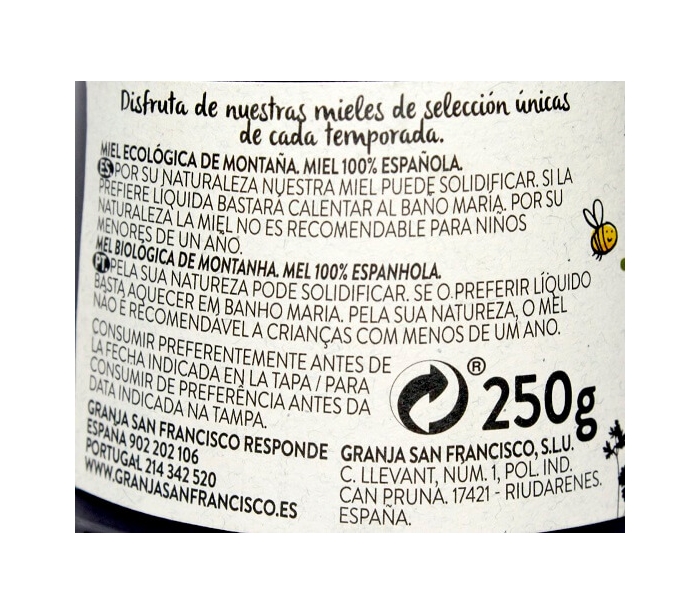 Disfruta de nuestras mieles de selección únicas
de cada temporada.
MIEL ECOLÓGICA DE MONTAÑA. MIEL 100% ESPAÑOLA.
ES POR SU NATURALEZA NUESTRA MIEL PUEDE SOLIDIFICAR. SI LA
PREFIERE LÍQUIDA BASTARÁ CALENTAR AL BAÑO MARIA. POR SU
NATURALEZA LA MIEL NO ES RECOMENDABLE PARA NIÑOS
MENORES DE UN AÑO.
MEL BIOLÓGICA DE MONTANHA. MEL 100% ESPANHOLA.
PT PELA SUA NATUREZA PODE SOLIDIFICAR. SE O PREFERIR LÍQUIDO
BASTA AQUECER EM BANHO MARIA. PELA SUA NATUREZA, O MEL
NÃO É RECOMENDÁVEL A CRIANÇAS COM MENOS DE UM ANO.
CONSUMIR PREFERENTEMENTE ANTES DE
LA FECHA INDICADA EN LA TAPA / PARA
CONSUMIR DE PREFERÊNCIA ANTES DA
DATA INDICADA NA TAMPA.
® 250g
GRANJA SAN FRANCISCO RESPONDE
ESPAÑA 902 202 106
PORTUGAL 214 342 520
WWW.GRANJASANFRANCISCO.ES
GRANJA SAN FRANCISCO, S.L.U.
C. LLEVANT, NÚM. 1, POL. IND.
CAN PRUNA. 17421 - RIUDARENES.
ESPAÑA.